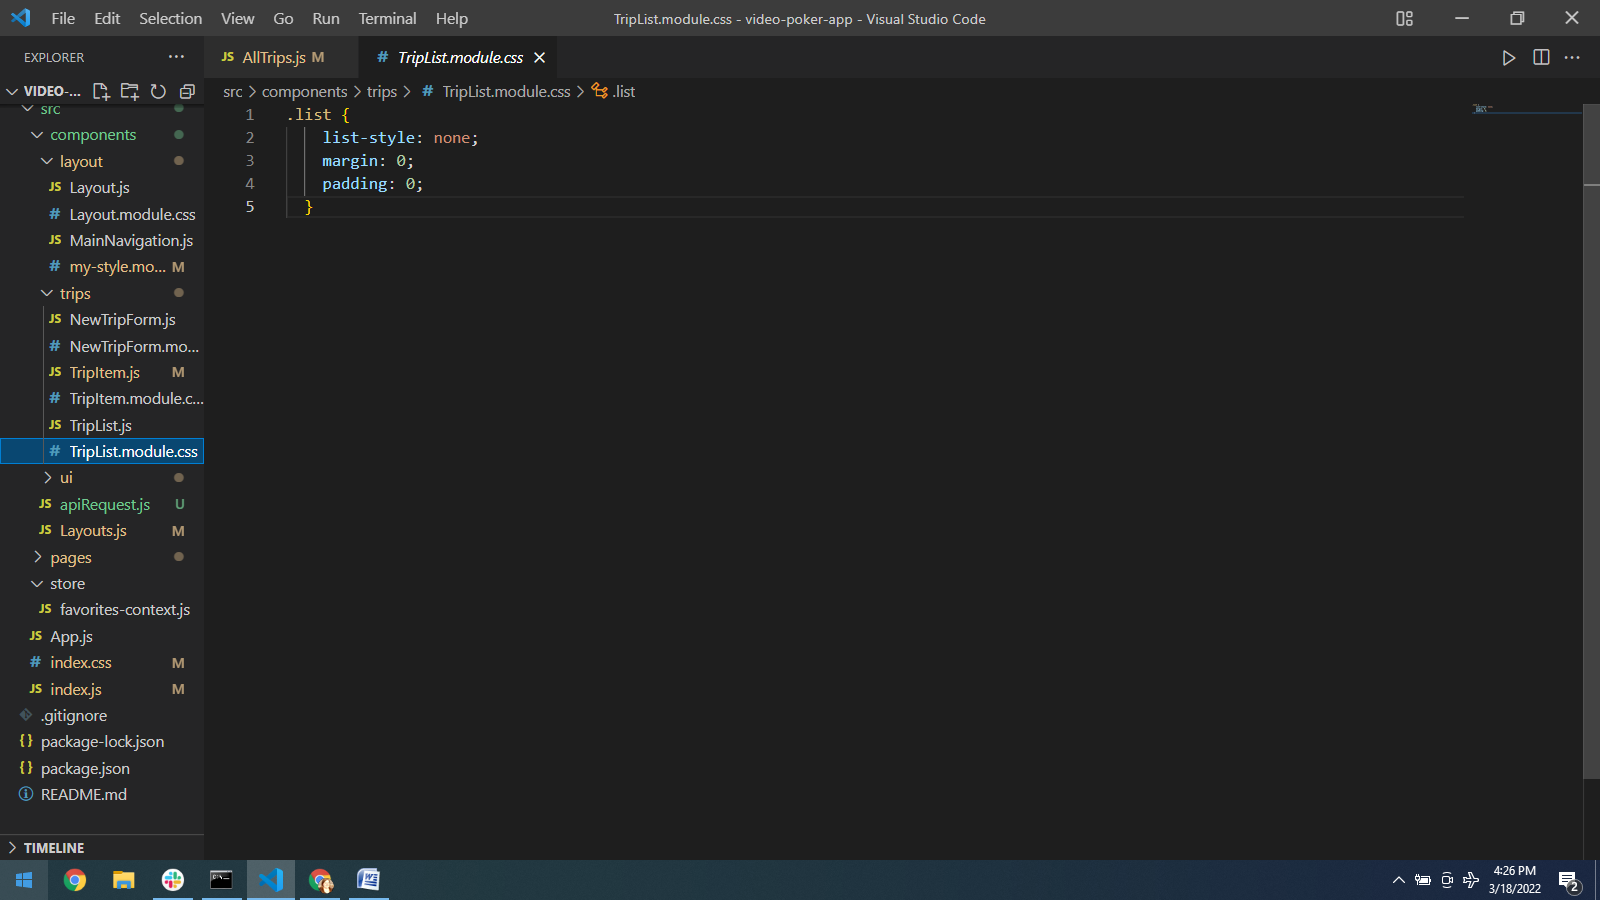 File Edit Selection View Go Run Terminal Help
TripList.module.css - video-poker-app - Visual Studio Code
EXPLORER
VIDEO-...
src
components
layout
JS Layout.js
# Layout.module.css
JS MainNavigation.js
# my-style.mo... M
trips
JS NewTripForm.js
# NewTripForm.mo...
JS TripItem.js M
# TripItem.module.c...
JS TripList.js
# TripList.module.css
ui
JS apiRequest.js U
JS Layouts.js M
pages
store
JS favorites-context.js
JS App.js
# index.css M
JS index.js M
.gitignore
{} package-lock.json
{} package.json
README.md
TIMELINE
JS AllTrips.js M
# TripList.module.css
src > components > trips > # TripList.module.css > .list
1 .list {
2 list-style: none;
3 margin: 0;
4 padding: 0;
5 }
4:26 PM
3/18/2022
2